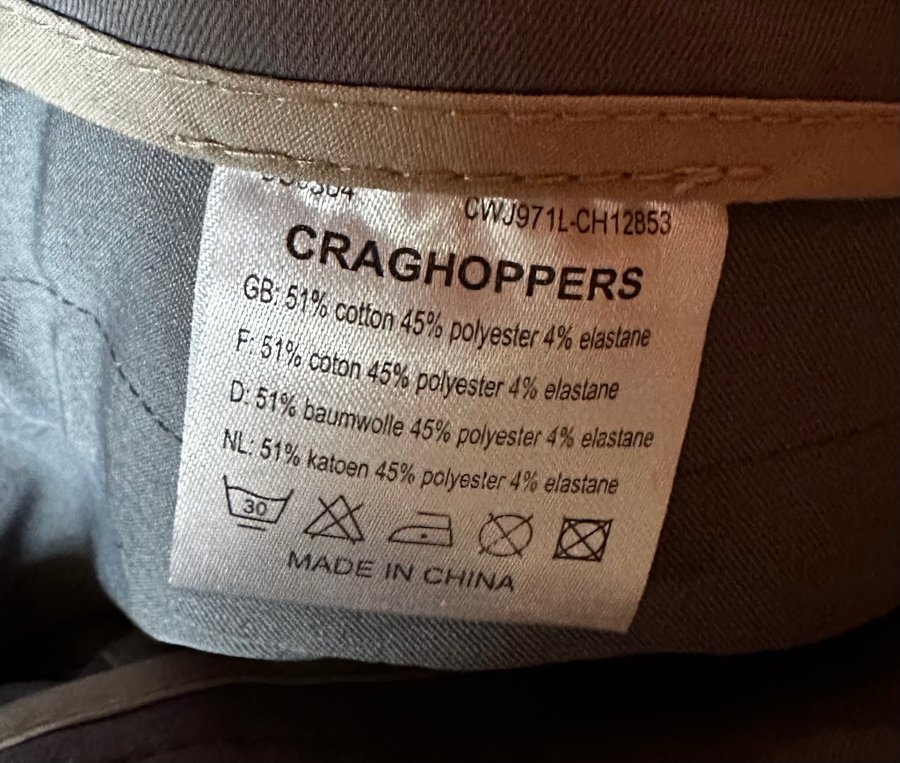 CWJ971L-CH12853
CRAGHOPPERS
GB: 51% cotton 45% polyester 4% elastane
F: 51% coton 45% polyester 4% elastane
D: 51% baumwolle 45% polyester 4% elastane
NL: 51% katoen 45% polyester 4% elastane
30
MADE IN CHINA